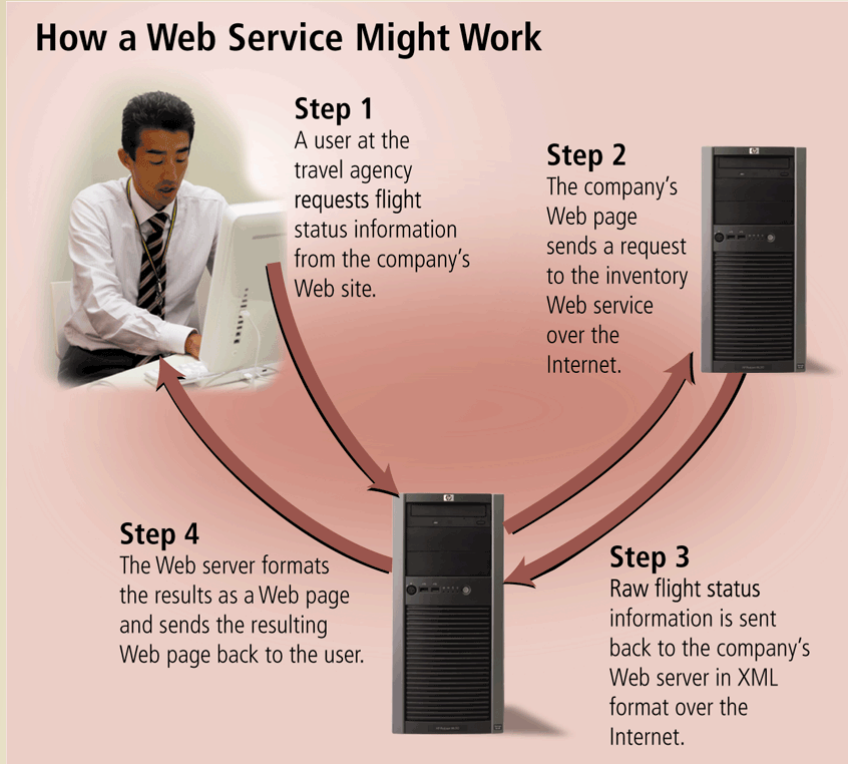 How a Web Service Might Work
Step 1
A user at the
travel agency
requests flight
status information
from the company's
Web site.
Step 2
The company's
Web page
sends a request
to the inventory
Web service
over the
Internet.
Step 3
Raw flight status
information is sent
back to the company's
Web server in XML
format over the
Internet.
Step 4
The Web server formats
the results as a Web page
and sends the resulting
Web page back to the user.